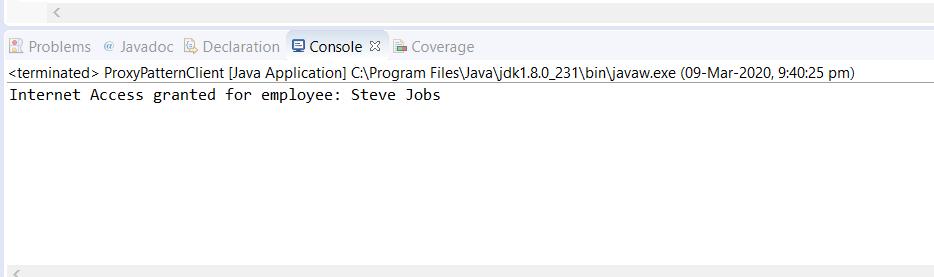 Problems @ Javadoc Declaration Console Coverage
<terminated> ProxyPatternClient [Java Application] C:\Program Files\Java\jdk1.8.0_231\bin\javaw.exe (09-Mar-2020, 9:40:25 pm)
Internet Access granted for employee: Steve Jobs